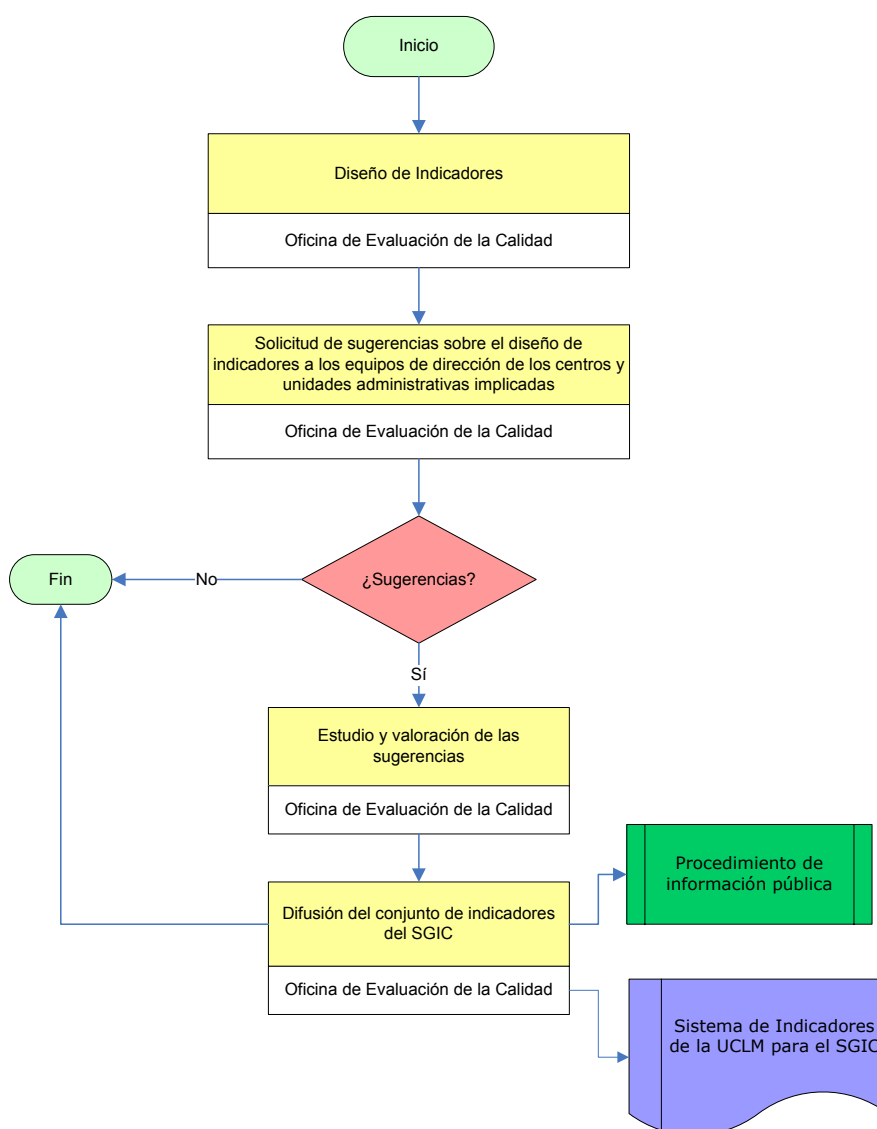 Inicio
Diseño de Indicadores
Oficina de Evaluación de la Calidad
Solicitud de sugerencias sobre el diseño de
indicadores a los equipos de dirección de los centros y
unidades administrativas implicadas
Oficina de Evaluación de la Calidad
¿Sugerencias?
No
Fin
Sí
Estudio y valoración de las
sugerencias
Oficina de Evaluación de la Calidad
Difusión del conjunto de indicadores
del SGIC
Oficina de Evaluación de la Calidad
Procedimiento de
información pública
Sistema de Indicadores
de la UCLM para el SGIC